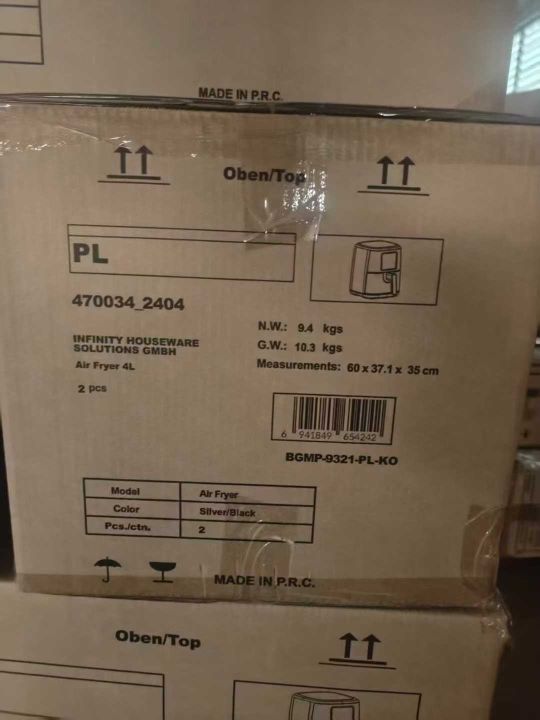 MADE IN P.R.C.
Oben/Top
PL
470034_2404
INFINITY HOUSEWARE
SOLUTIONS GMBH
Air Fryer 4L
2 pcs
N.W.: 9.4 kgs
G.W.: 10.3 kgs
Measurements: 60 x 37.1 x 35 cm
6 941849 654242
BGMP-9321-PL-KO
Model Air Fryer
Color Silver/Black
Pcs./ctn. 2
MADE IN P.R.C.
Oben/Top